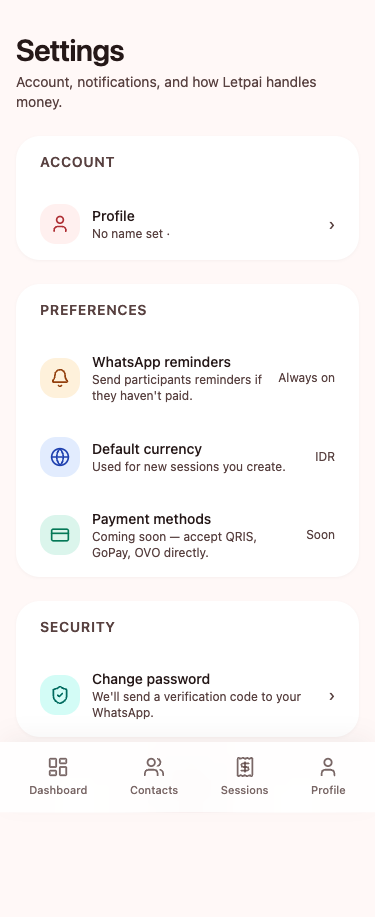 Settings
Account, notifications, and how Letpai handles
money.
ACCOUNT
Profile
No name set ·
›
PREFERENCES
WhatsApp reminders
Send participants reminders if
they haven't paid.
Always on
Default currency
Used for new sessions you create.
IDR
Payment methods
Coming soon — accept QRIS,
GoPay, OVO directly.
Soon
SECURITY
Change password
We'll send a verification code to your
WhatsApp.
›
Dashboard
Contacts
Sessions
Profile